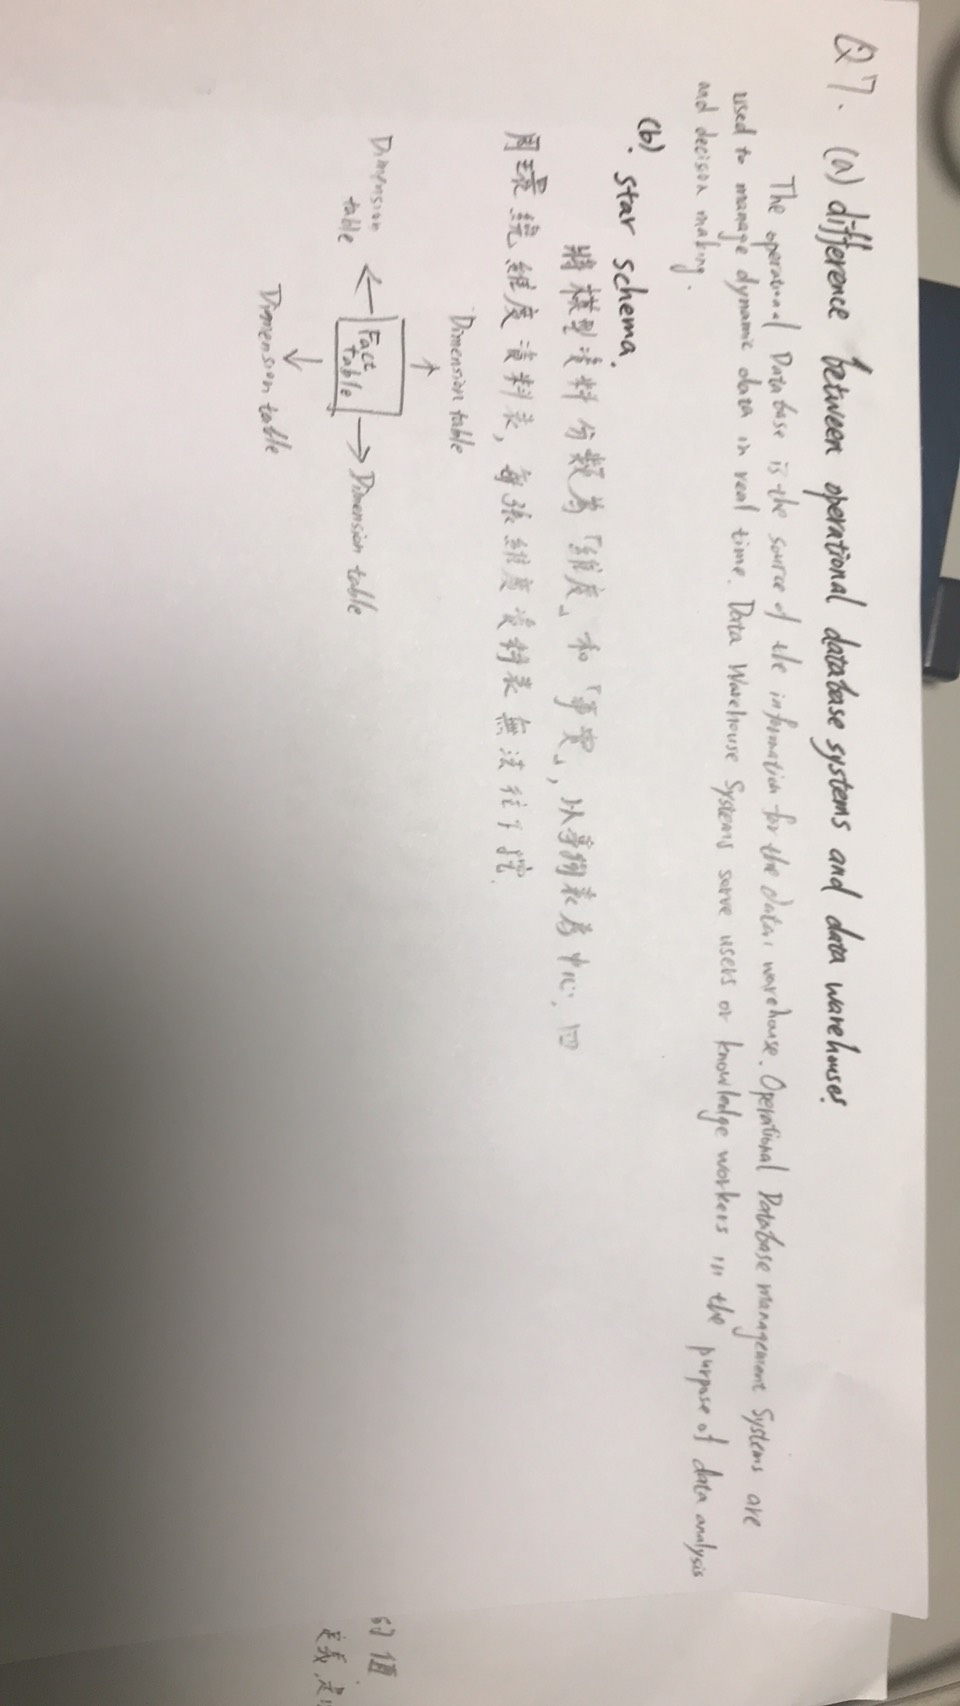 Q7. (a) difference between operational database systems and data warehouses.
The operational Database is the source of the information for the data warehouse. Operational Database management Systems are
used to manage dynamic data in real time. Data Warehouse Systems serve users or knowledge workers in the purpose of data analysis
and decision making.
(b). star schema.
將模型資料分類為「維度」和「事實」, 以事實表為中心, 四
周環繞維度資料表, 每張維度資料表無法往下挖.
Dimension table
Dimension
table
Fact
table
Dimension table
Dimension table
的值
定義, 是